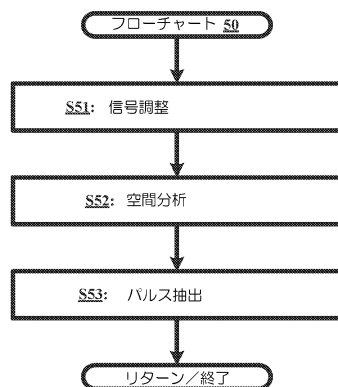 フローチャート 50
S51: 信号調整
S52: 空間分析
S53: パルス抽出
リターン／終了